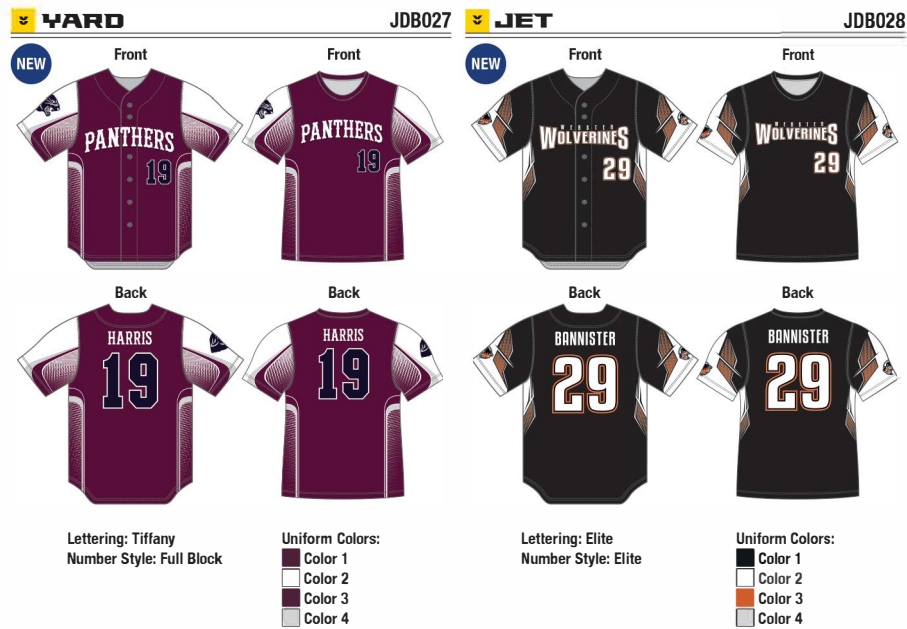 YARD JDB027
NEW
Front Front
PANTHERS
19
PANTHERS
19
Back Back
HARRIS
19
HARRIS
19
Lettering: Tiffany
Number Style: Full Block
Uniform Colors:
Color 1
Color 2
Color 3
Color 4
JET JDB028
NEW
Front Front
WEBSTER
WOLVERINES
29
WEBSTER
WOLVERINES
29
Back Back
BANNISTER
29
BANNISTER
29
Lettering: Elite
Number Style: Elite
Uniform Colors:
Color 1
Color 2
Color 3
Color 4